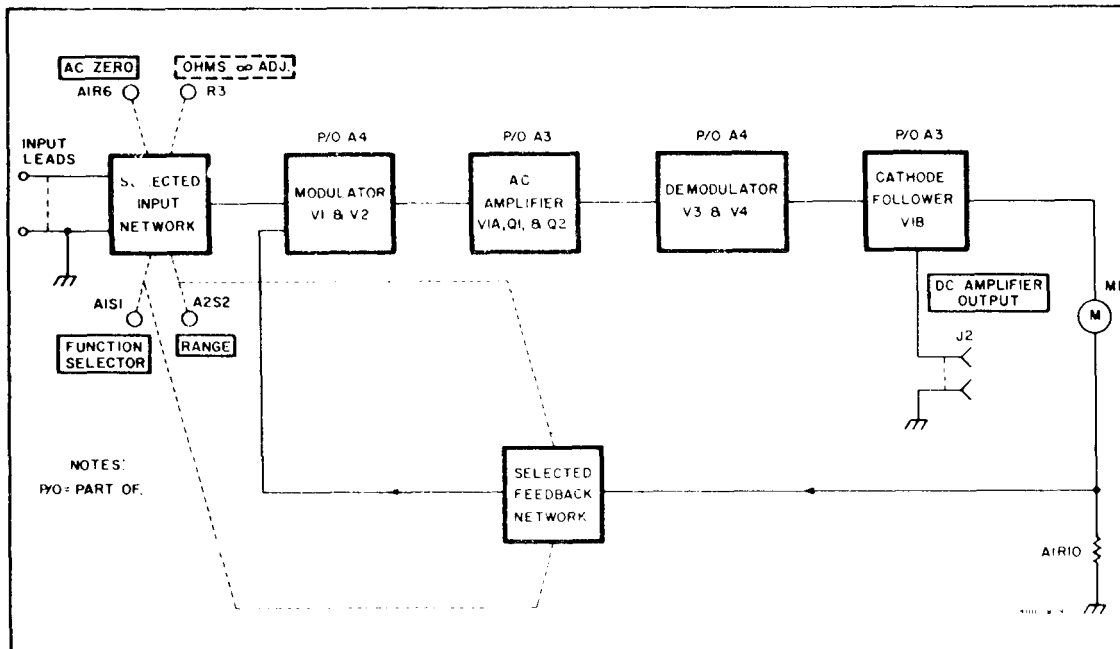 AC ZERO
A1R6
OHMS ∞ ADJ.
R3
INPUT
LEADS
SELECTED
INPUT
NETWORK
P/O A4
MODULATOR
V1 & V2
P/O A3
AC
AMPLIFIER
V1A, Q1, & Q2
P/O A4
DEMODULATOR
V3 & V4
P/O A3
CATHODE
FOLLOWER
V1B
A1S1
FUNCTION
SELECTOR
A2S2
RANGE
DC AMPLIFIER
OUTPUT
J2
M1
M
NOTES:
P/O = PART OF.
SELECTED
FEEDBACK
NETWORK
A1R10